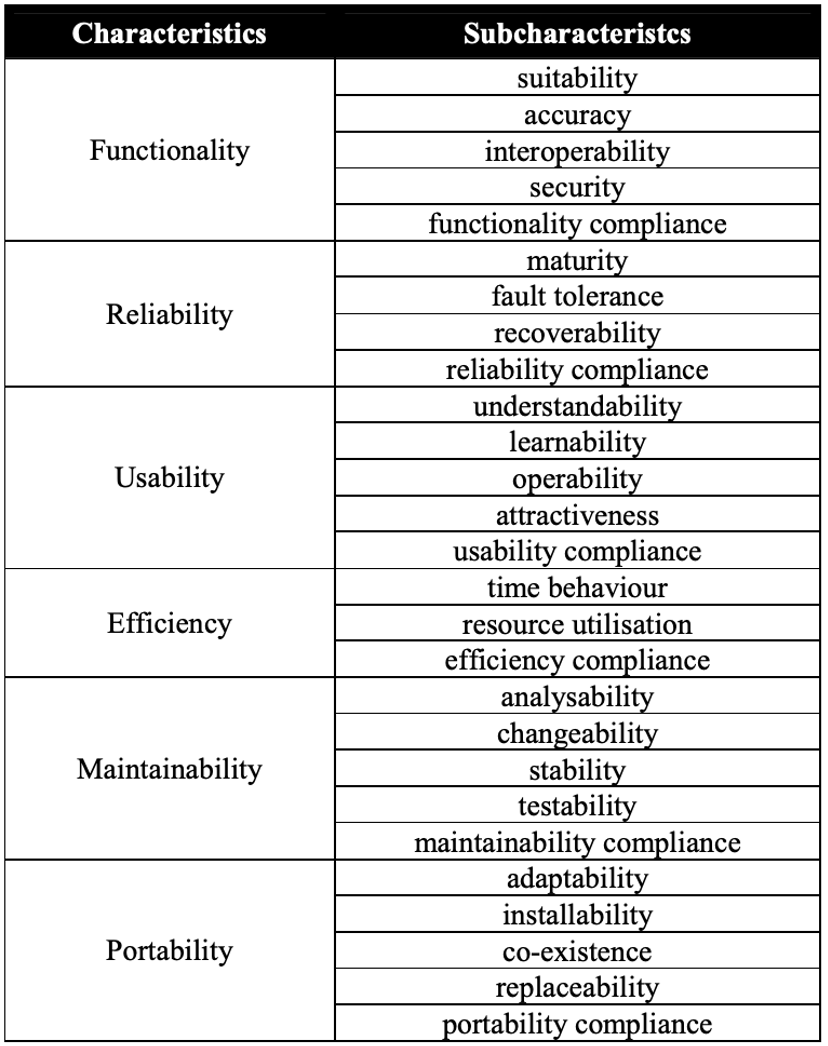 Characteristics Subcharacteristcs
Functionality
suitability
accuracy
interoperability
security
functionality compliance
Reliability
maturity
fault tolerance
recoverability
reliability compliance
Usability
understandability
learnability
operability
attractiveness
usability compliance
Efficiency
time behaviour
resource utilisation
efficiency compliance
Maintainability
analysability
changeability
stability
testability
maintainability compliance
Portability
adaptability
installability
co-existence
replaceability
portability compliance